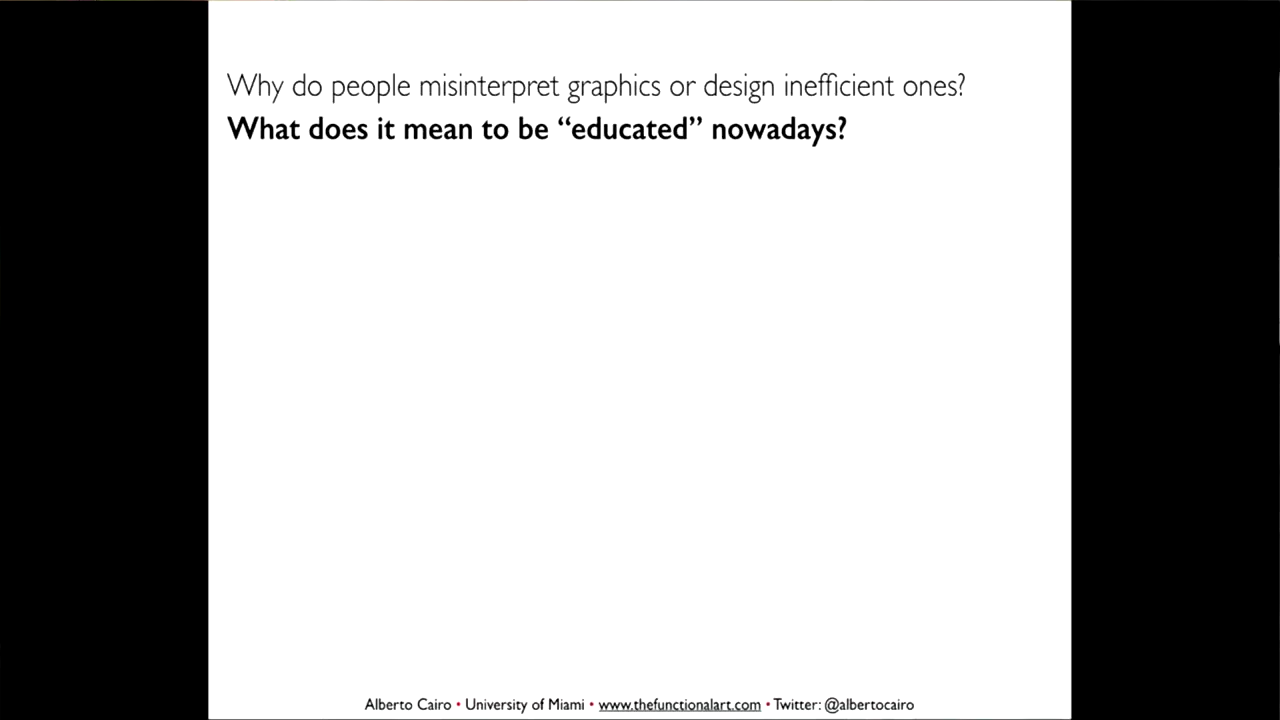 Why do people misinterpret graphics or design inefficient ones?
What does it mean to be “educated” nowadays?
Alberto Cairo • University of Miami • www.thefunctionalart.com • Twitter: @albertocairo